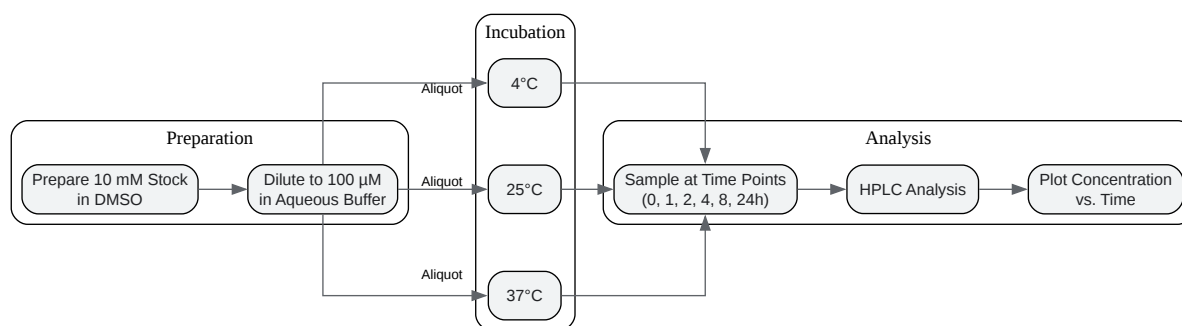 Preparation
Prepare 10 mM Stock
in DMSO
Dilute to 100 µM
in Aqueous Buffer
Aliquot
Aliquot
Aliquot
Incubation
4°C
25°C
37°C
Analysis
Sample at Time Points
(0, 1, 2, 4, 8, 24h)
HPLC Analysis
Plot Concentration
vs. Time